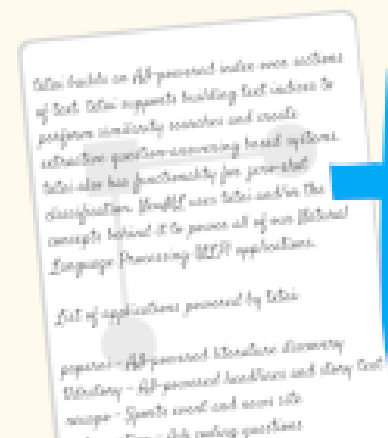 txtai builds an AI-powered index over sections
of text. txtai supports building text indices to
perform similarity searches and create
extractive question-answering based systems.
txtai also has functionality for zero-shot
classification. NeuML uses txtai and/or the
concepts behind it to power all of our Natural
Language Processing (NLP) applications.
List of applications powered by txtai
paperai - AI-powered literature discovery
tldrstory - AI-powered headlines and story text
neuspo - Sports event and news site
- Ask coding questions